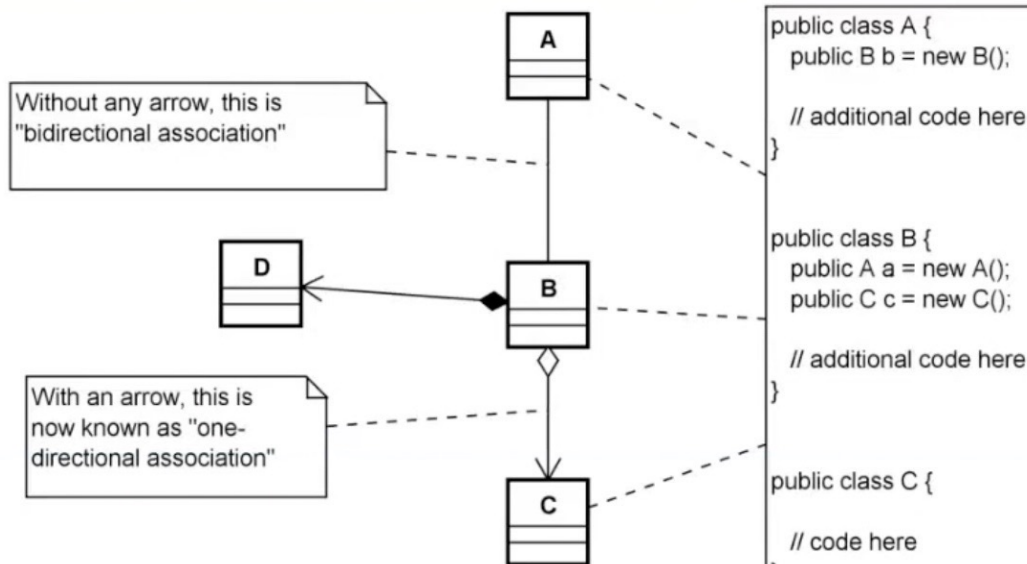 A
Without any arrow, this is
"bidirectional association"
D
B
With an arrow, this is
now known as "one-
directional association"
C
public class A {
public B b = new B();
// additional code here
}
public class B {
public A a = new A();
public C c = new C();
// additional code here
}
public class C {
// code here